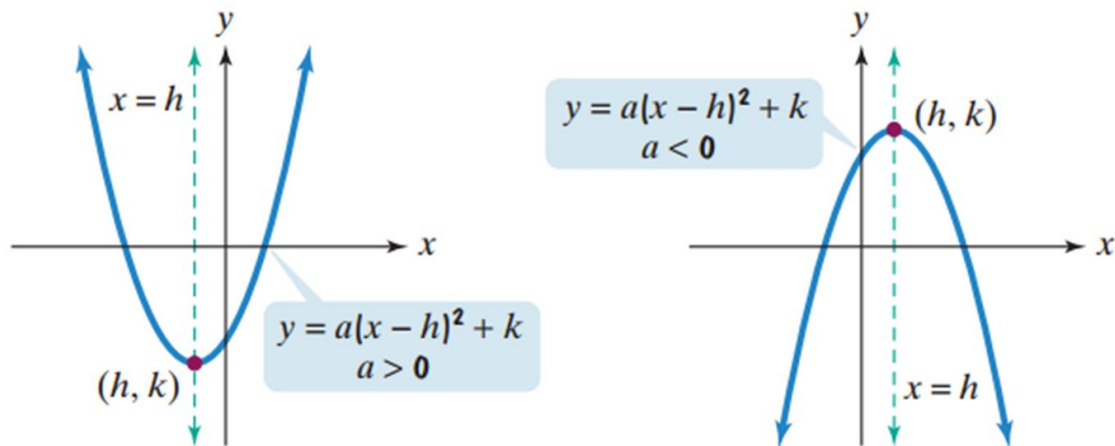 y
x = h
x
y = a(x − h)² + k
a > 0
(h, k)
y
y = a(x − h)² + k
a < 0
(h, k)
x
x = h